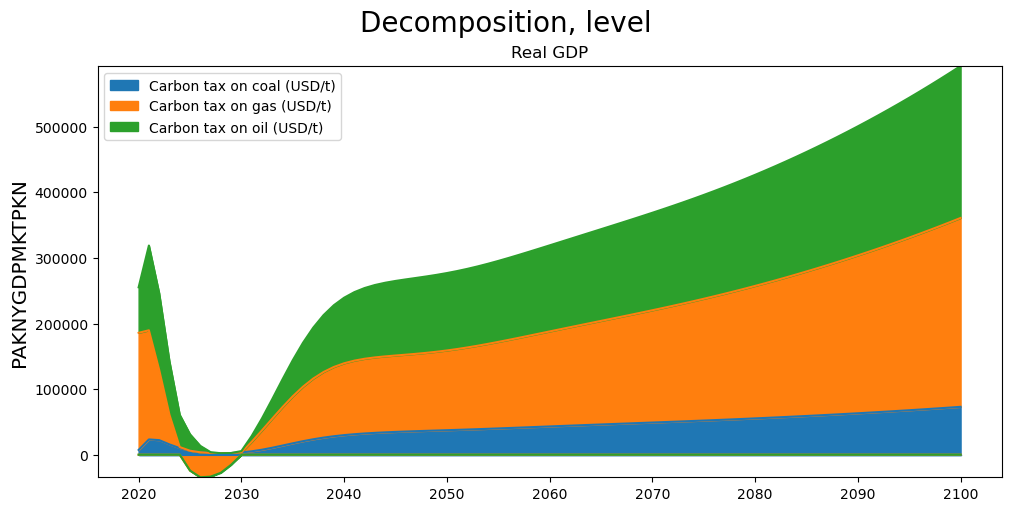 Decomposition, level
Real GDP
Carbon tax on coal (USD/t)
Carbon tax on gas (USD/t)
Carbon tax on oil (USD/t)
PAKNYGDPMKTPKN
500000
400000
300000
200000
100000
0
2020 2030 2040 2050 2060 2070 2080 2090 2100